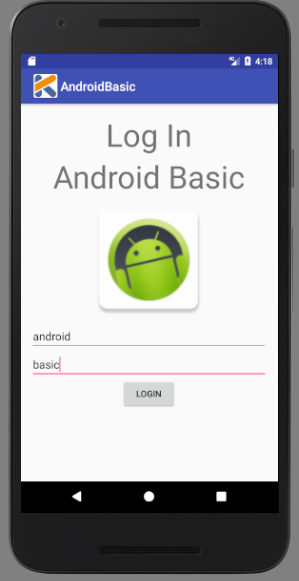 4:18
AndroidBasic
Log In
Android Basic
android
basic
LOGIN